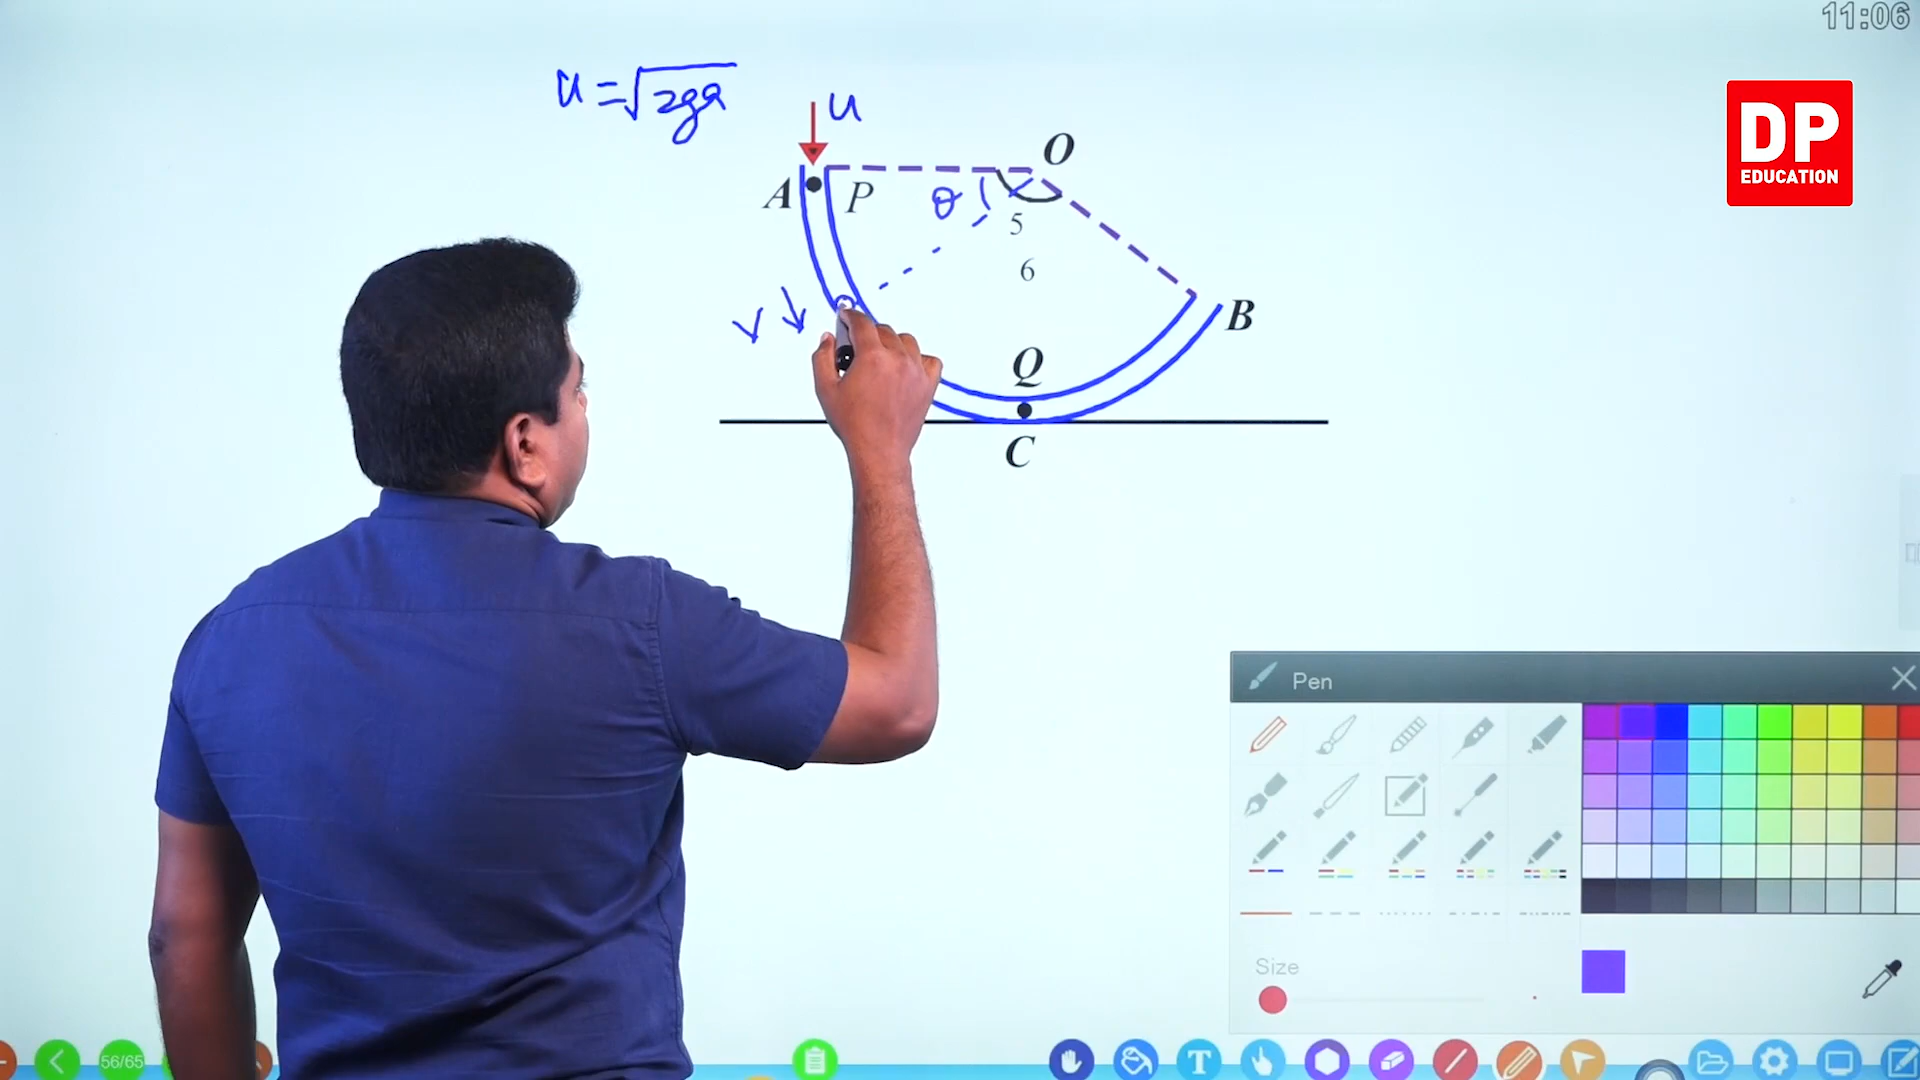 11:06
u = √2ga
u
DP
EDUCATION
O
A
P
θ
5
6
v
B
Q
C
Pen
Size
56/65
T